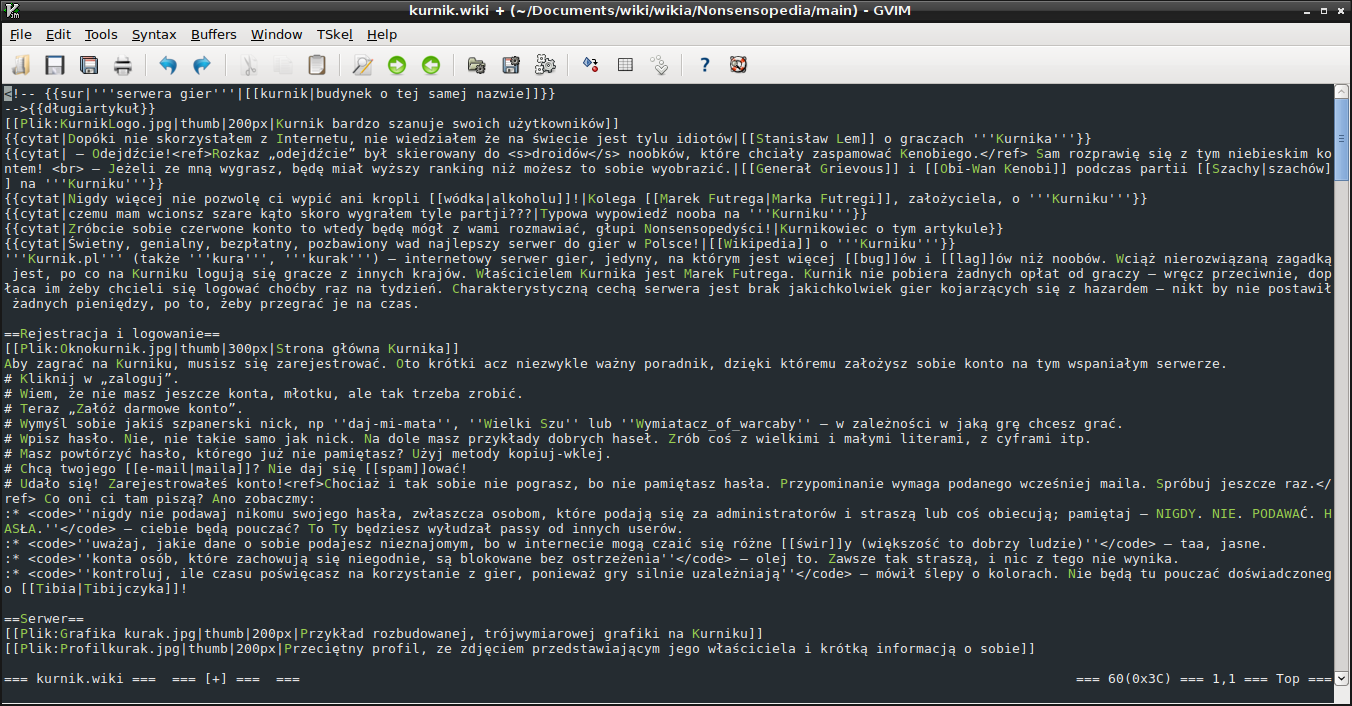 kurnik.wiki + (~/Documents/wiki/wikia/Nonsensopedia/main) - GVIM
File Edit Tools Syntax Buffers Window TSkel Help
<!-- {{sur|'''serwera gier'''|[[kurnik|budynek o tej samej nazwie]]}}
-->{{długiartykuł}}
[[Plik:KurnikLogo.jpg|thumb|200px|Kurnik bardzo szanuje swoich użytkowników]]
{{cytat|Dopóki nie skorzystałem z Internetu, nie wiedziałem że na świecie jest tylu idiotów|[[Stanisław Lem]] o graczach '''Kurnika'''}}
{{cytat| — Odejdźcie!<ref>Rozkaz „odejdźcie” był skierowany do <s>droidów</s> noobków, które chciały zaspamować Kenobiego.</ref> Sam rozprawię się z tym niebieskim ko
ntem! <br> — Jeżeli ze mną wygrasz, będę miał wyższy ranking niż możesz to sobie wyobrazić.|[[Generał Grievous]] i [[Obi-Wan Kenobi]] podczas partii [[Szachy|szachów]
] na '''Kurniku'''}}
{{cytat|Nigdy więcej nie pozwolę ci wypić ani kropli [[wódka|alkoholu]]!|Kolega [[Marek Futrega|Marka Futregi]], założyciela, o '''Kurniku'''}}
{{cytat|czemu mam wcionsz szare kąto skoro wygrałem tyle partji???|Typowa wypowiedź nooba na '''Kurniku'''}}
{{cytat|Zróbcie sobie czerwone konto to wtedy będę mógł z wami rozmawiać, głupi Nonsensopedyści!|Kurnikowiec o tym artykule}}
{{cytat|Świetny, genialny, bezpłatny, pozbawiony wad najlepszy serwer do gier w Polsce!|[[Wikipedia]] o '''Kurniku'''}}
'''Kurnik.pl''' (także '''kura''', '''kurak''') — internetowy serwer gier, jedyny, na którym jest więcej [[bug]]ów i [[lag]]ów niż noobów. Wciąż nierozwiązaną zagadką
jest, po co na Kurniku logują się gracze z innych krajów. Właścicielem Kurnika jest Marek Futrega. Kurnik nie pobiera żadnych opłat od graczy — wręcz przeciwnie, dop
łaca im żeby chcieli się logować choćby raz na tydzień. Charakterystyczną cechą serwera jest brak jakichkolwiek gier kojarzących się z hazardem — nikt by nie postawił
żadnych pieniędzy, po to, żeby przegrać je na czas.
==Rejestracja i logowanie==
[[Plik:Oknokurnik.jpg|thumb|300px|Strona główna Kurnika]]
Aby zagrać na Kurniku, musisz się zarejestrować. Oto krótki acz niezwykle ważny poradnik, dzięki któremu założysz sobie konto na tym wspaniałym serwerze.
# Kliknij w „zaloguj”.
# Wiem, że nie masz jeszcze konta, młotku, ale tak trzeba zrobić.
# Teraz „Załóż darmowe konto”.
# Wymyśl sobie jakiś szpanerski nick, np ''daj-mi-mata'', ''Wielki Szu'' lub ''Wymiatacz_of_warcaby'' — w zależności w jaką grę chcesz grać.
# Wpisz hasło. Nie, nie takie samo jak nick. Na dole masz przykłady dobrych haseł. Zrób coś z wielkimi i małymi literami, z cyframi itp.
# Masz powtórzyć hasło, którego już nie pamiętasz? Użyj metody kopiuj-wklej.
# Chcą twojego [[e-mail|maila]]? Nie daj się [[spam]]ować!
# Udało się! Zarejestrowałeś konto!<ref>Chociaż i tak sobie nie pograsz, bo nie pamiętasz hasła. Przypominanie wymaga podanego wcześniej maila. Spróbuj jeszcze raz.</
ref> Co oni ci tam piszą? Ano zobaczmy:
:* <code>''nigdy nie podawaj nikomu swojego hasła, zwłaszcza osobom, które podają się za administratorów i straszą lub coś obiecują; pamiętaj — NIGDY. NIE. PODAWAĆ. H
ASŁA.''</code> — ciebie będą pouczać? To Ty będziesz wyłudzał passy od innych userów.
:* <code>''uważaj, jakie dane o sobie podajesz nieznajomym, bo w internecie mogą czaić się różne [[świr]]y (większość to dobrzy ludzie)''</code> — taa, jasne.
:* <code>''konta osób, które zachowują się niegodnie, są blokowane bez ostrzeżenia''</code> — olej to. Zawsze tak straszą, i nic z tego nie wynika.
:* <code>''kontroluj, ile czasu poświęcasz na korzystanie z gier, ponieważ gry silnie uzależniają''</code> — mówił ślepy o kolorach. Nie będą tu pouczać doświadczoneg
o [[Tibia|Tibijczyka]]!
==Serwer==
[[Plik:Grafika kurak.jpg|thumb|200px|Przykład rozbudowanej, trójwymiarowej grafiki na Kurniku]]
[[Plik:Profilkurak.jpg|thumb|200px|Przeciętny profil, ze zdjęciem przedstawiającym jego właściciela i krótką informacją o sobie]]
=== kurnik.wiki ===  === [+] ===  === === 60(0x3C) === 1,1 === Top ===